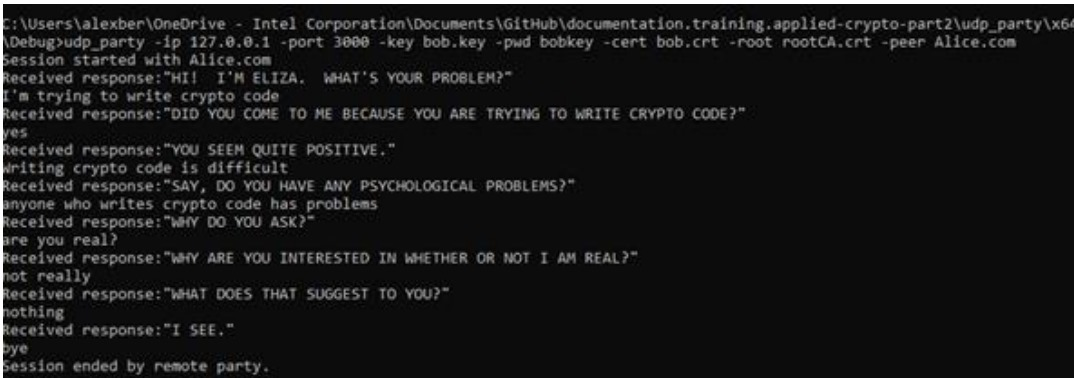 C:\Users\alexber\OneDrive - Intel Corporation\Documents\GitHub\documentation.training.applied-crypto-part2\udp_party\x64
\Debug>udp_party -ip 127.0.0.1 -port 3000 -key bob.key -pwd bobkey -cert bob.crt -root rootCA.crt -peer Alice.com
Session started with Alice.com
Received response:"HI!  I'M ELIZA.  WHAT'S YOUR PROBLEM?"
I'm trying to write crypto code
Received response:"DID YOU COME TO ME BECAUSE YOU ARE TRYING TO WRITE CRYPTO CODE?"
yes
Received response:"YOU SEEM QUITE POSITIVE."
writing crypto code is difficult
Received response:"SAY, DO YOU HAVE ANY PSYCHOLOGICAL PROBLEMS?"
anyone who writes crypto code has problems
Received response:"WHY DO YOU ASK?"
are you real?
Received response:"WHY ARE YOU INTERESTED IN WHETHER OR NOT I AM REAL?"
not really
Received response:"WHAT DOES THAT SUGGEST TO YOU?"
nothing
Received response:"I SEE."
bye
Session ended by remote party.